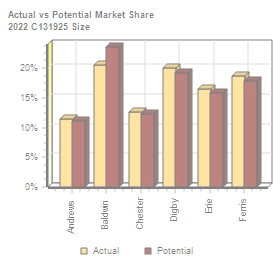 Actual vs Potential Market Share
2022 C131925 Size
20%
15%
10%
5%
0%
Andrews
Baldwin
Chester
Digby
Erie
Ferris
Actual
Potential